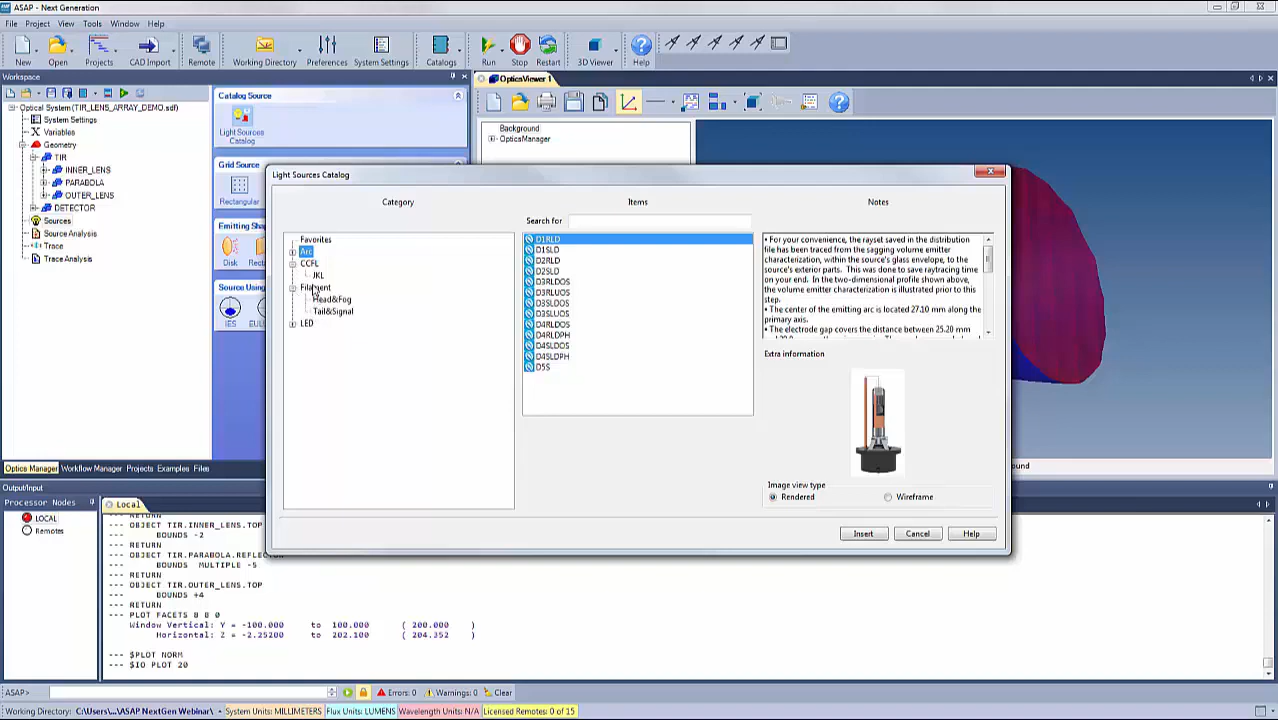 ASAP - Next Generation
File Project View Tools Window Help
New Open Projects CAD Import Remote Working Directory Preferences System Settings Catalogs Run Stop Restart 3D Viewer Help
Workspace
OpticsViewer 1
Optical System (TIR_LENS_ARRAY_DEMO.sdf)
System Settings
Variables
Geometry
TIR
INNER_LENS
PARABOLA
OUTER_LENS
DETECTOR
Sources
Source Analysis
Trace
Trace Analysis
Catalog Source
Light Sources
Catalog
Grid Source
Rectangular
Emitting Sha
Disk Rect
Source Using
IES EUL
Background
OpticsManager
Light Sources Catalog
Category Items Notes
Search for
Favorites
Arc
CCFL
JKL
Filament
Head&Fog
Tail&Signal
LED
D1RLD
D1SLD
D2RLD
D2SLD
D3RLDOS
D3RLUOS
D3SLDOS
D3SLUOS
D4RLDOS
D4RLDPH
D4SLDOS
D4SLDPH
D5S
• For your convenience, the rayset saved in the distribution
file has been traced from the sagging volume emitter
characterization, within the source's glass envelope, to the
source's exterior parts. This was done to save raytracing time
on your end. In the two-dimensional profile shown above,
the volume emitter characterization is illustrated prior to this
step.
• The center of the emitting arc is located 27.10 mm along the
primary axis.
• The electrode gap covers the distance between 25.20 mm
Extra information
Image view type
Rendered Wireframe
Insert Cancel Help
ound
Optics Manager Workflow Manager Projects Examples Files
Output/Input
Processor Nodes
LOCAL
Remotes
Local
--- RETURN
--- OBJECT TIR.INNER_LENS.TOP
BOUNDS -2
--- RETURN
--- OBJECT TIR.PARABOLA.REFLECTOR
BOUNDS MULTIPLE -5
--- RETURN
--- OBJECT TIR.OUTER_LENS.TOP
BOUNDS +4
--- RETURN
--- PLOT FACETS 8 8 0
Window Vertical: Y = -100.000 to 100.000 ( 200.000 )
Horizontal: Z = -2.25200 to 202.100 ( 204.352 )
--- $PLOT NORM
--- $IO PLOT 20
ASAP> Errors: 0 Warnings: 0 Clear
Working Directory: C:\Users\...\ASAP NextGen Webinar\ System Units: MILLIMETERS Flux Units: LUMENS Wavelength Units: N/A Licensed Remotes: 0 of 15